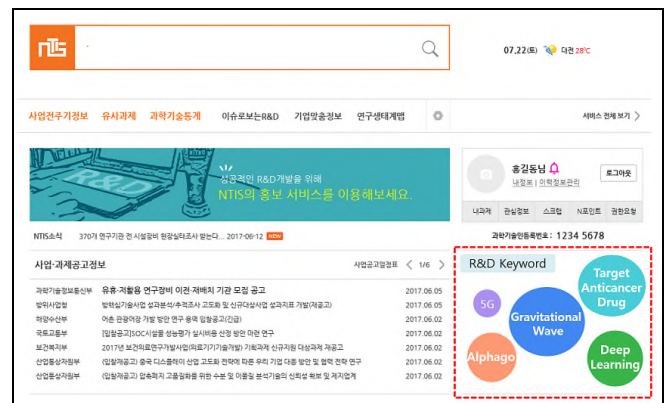 NTIS
07.22(토) 대전 28℃
사업전주기정보 유사과제 과학기술통계 이슈로보는R&D 기업맞춤정보 연구생태계맵 서비스 전체 보기
R&D
성공적인 R&D개발을 위해
NTIS의 홍보 서비스를 이용해보세요.
홍길동님 로그아웃
내정보 | 이력정보관리
내과제 관심정보 스크랩 N포인트 권한요청
NTIS소식 370개 연구기관 전 시설장비 현장실태조사 받는다... 2017-06-12 NEW
과학기술인등록번호 : 1234 5678
사업·과제공고정보 사업공고일정표 1/6
과학기술정보통신부 유휴·저활용 연구장비 이전·재배치 기관 모집 공고 2017.06.05
방위사업청 방핵심기술사업 성과분석/추적조사 고도화 및 신규대상사업 성과지표 개발(재공고) 2017.06.05
해양수산부 어촌 관광여장 개발 방안 연구 용역 입찰공고(긴급) 2017.06.02
국토교통부 [입찰공고]SOC시설물 성능평가 실시비용 산정 방안 마련 연구 2017.06.02
보건복지부 2017년 보건의료연구개발사업(의료기기기술개발) 기획과제 신규지원 대상과제 재공고 2017.06.02
산업통상자원부 (입찰재공고) 중국 디스플레이 산업 고도화 전략에 따른 우리 기업 대응 방안 및 협력 전략 연구 2017.06.02
산업통상자원부 (입찰재공고) 압축폐지 고품질화를 위한 수분 및 이물질 분석기술의 신뢰성 확보 및 제지업계 2017.06.02
R&D Keyword
Target
Anticancer
Drug
5G
Gravitational
Wave
Alphago
Deep
Learning